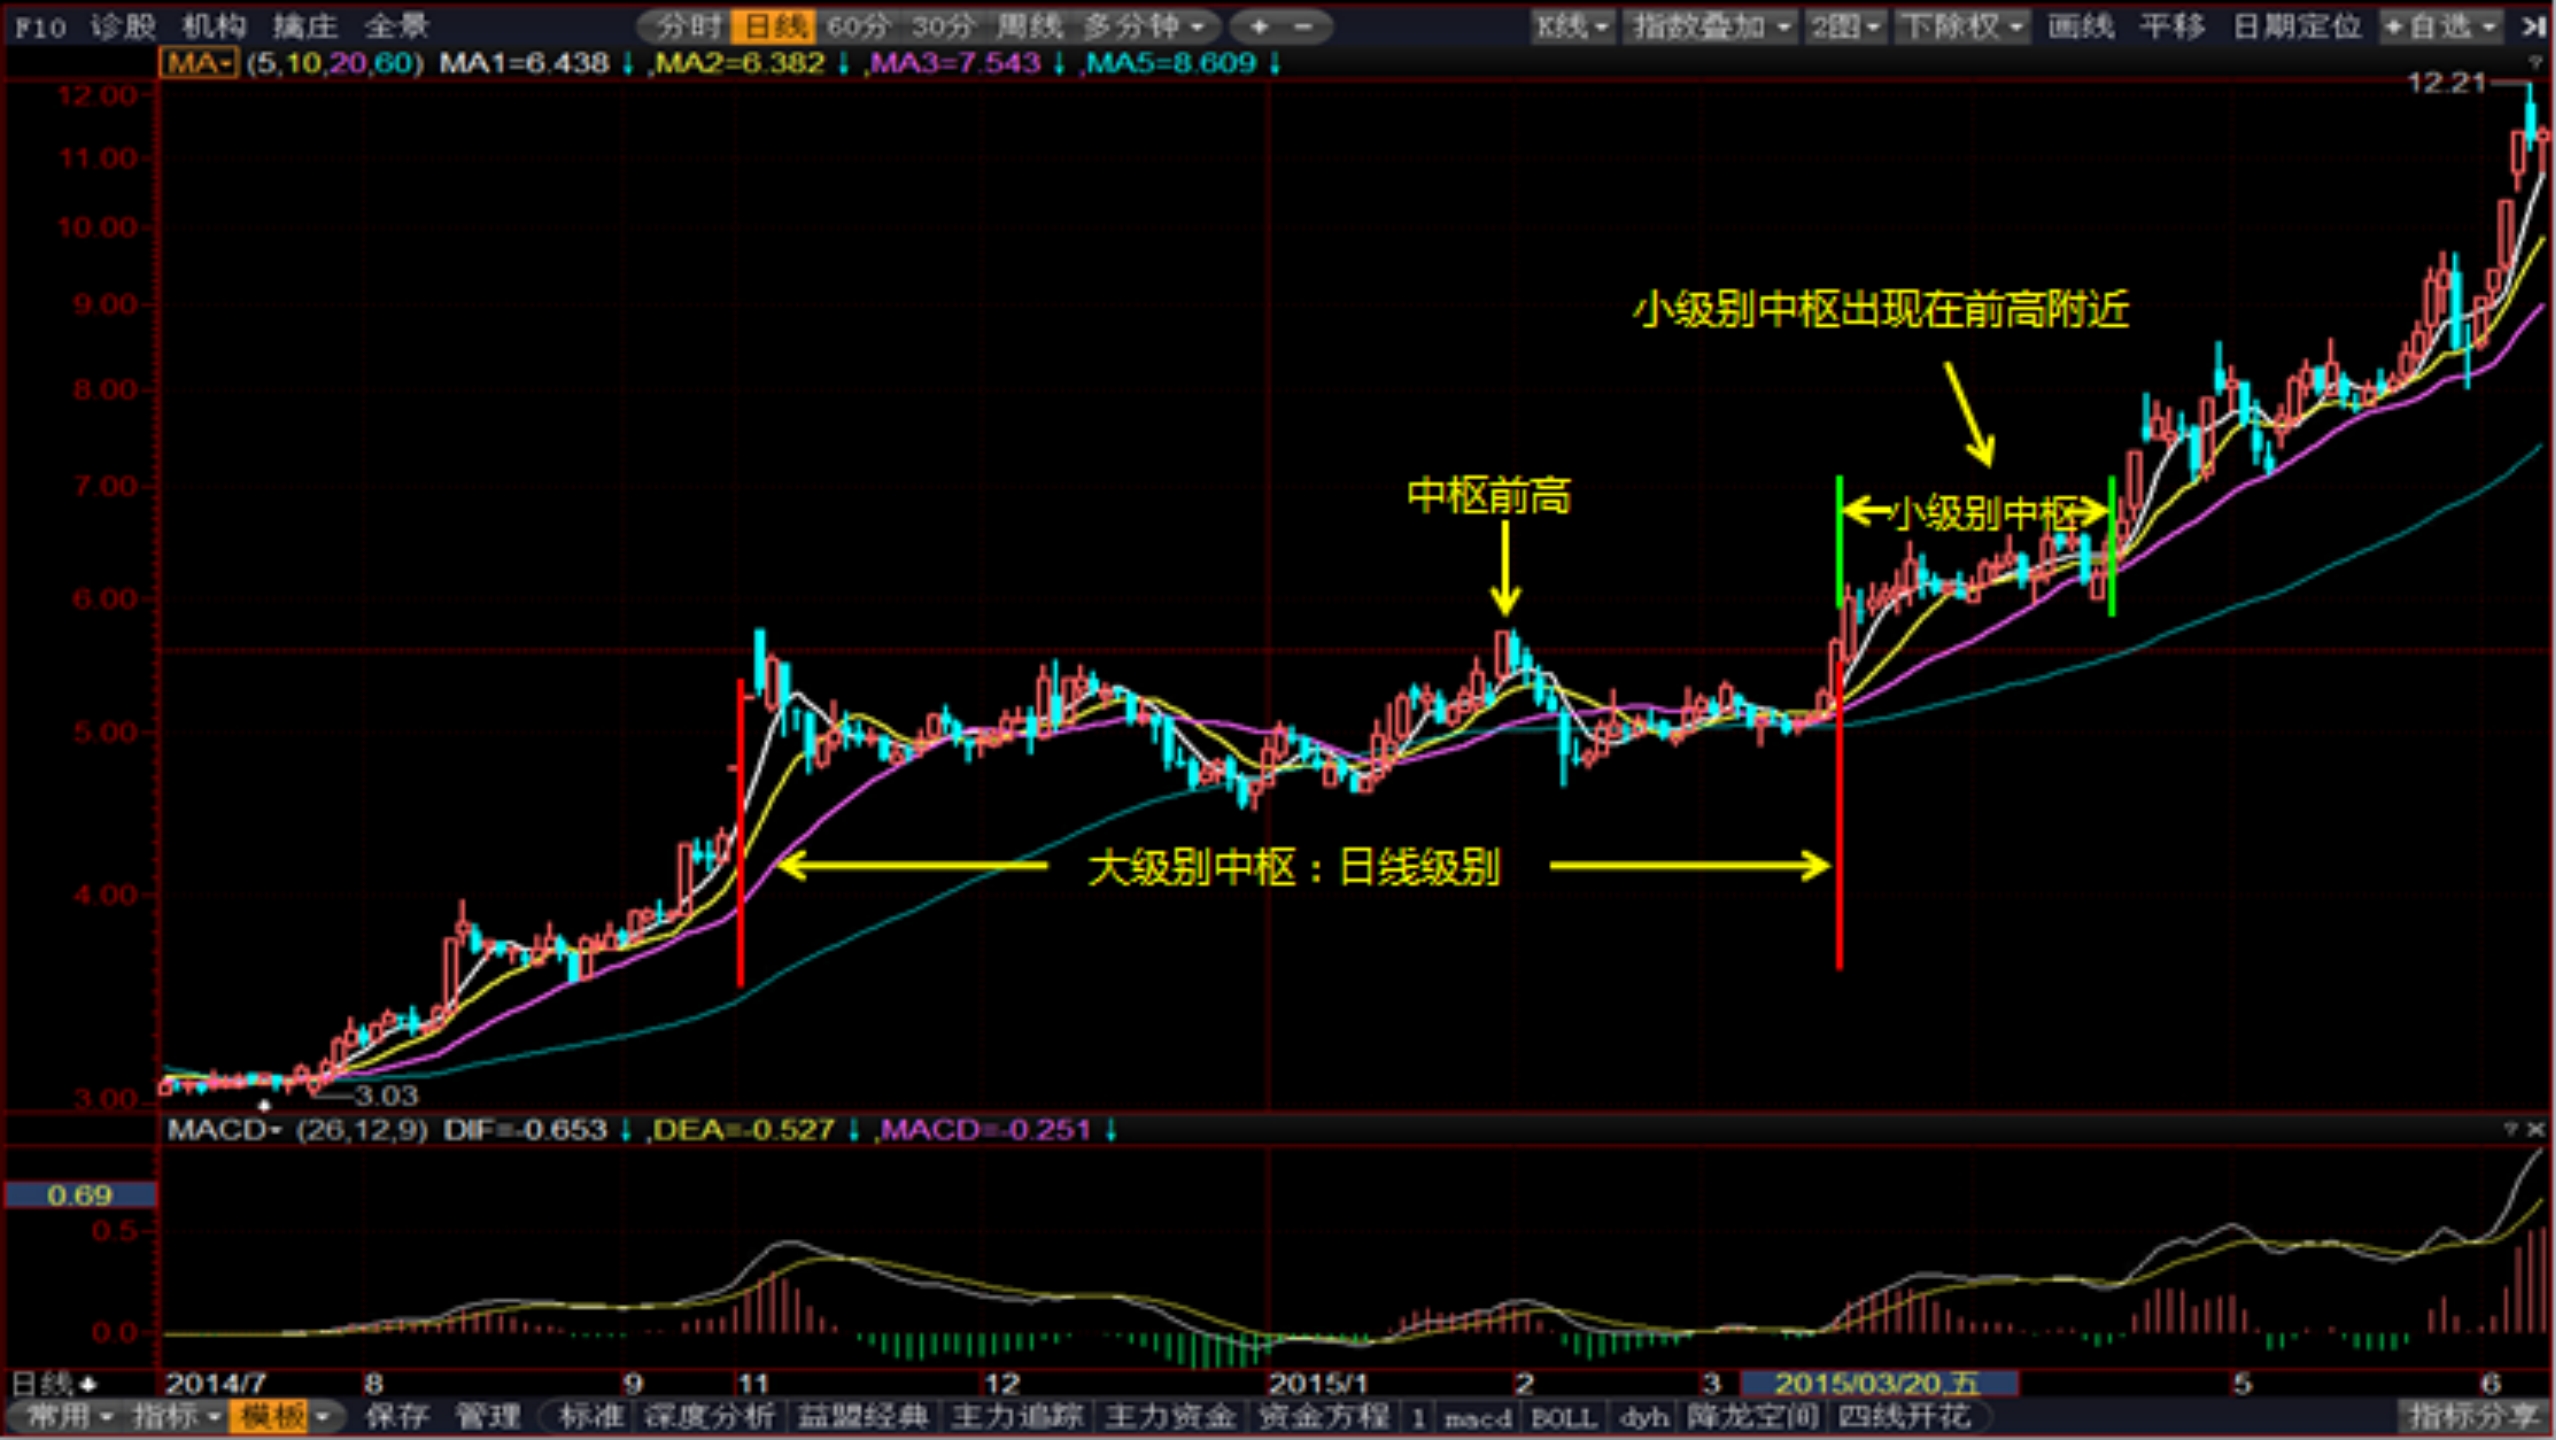 F10 诊股 机构 擒庄 全景 分时 日线 60分 30分 周线 多分钟 + - K线 指数叠加 2图 下除权 画线 平移 日期定位 +自选
MA (5,10,20,60) MA1=6.438↓,MA2=6.382↓,MA3=7.543↓,MA5=8.609↓ ?
12.21
12.00
11.00
10.00
9.00
小级别中枢出现在前高附近
8.00
7.00
中枢前高
小级别中枢
6.00
5.00
大级别中枢：日线级别
4.00
3.00
3.03
MACD (26,12,9) DIF=-0.653↓,DEA=-0.527↓,MACD=-0.251↓ ? ×
0.69
0.5
0.0
日线 2014/7 8 9 11 12 2015/1 2 3 2015/03/20,五 5 6
常用 指标 模板 保存 管理 标准 深度分析 益盟经典 主力追踪 主力资金 资金方程 1 macd BOLL dyh 降龙空间 四线开花 指标分享